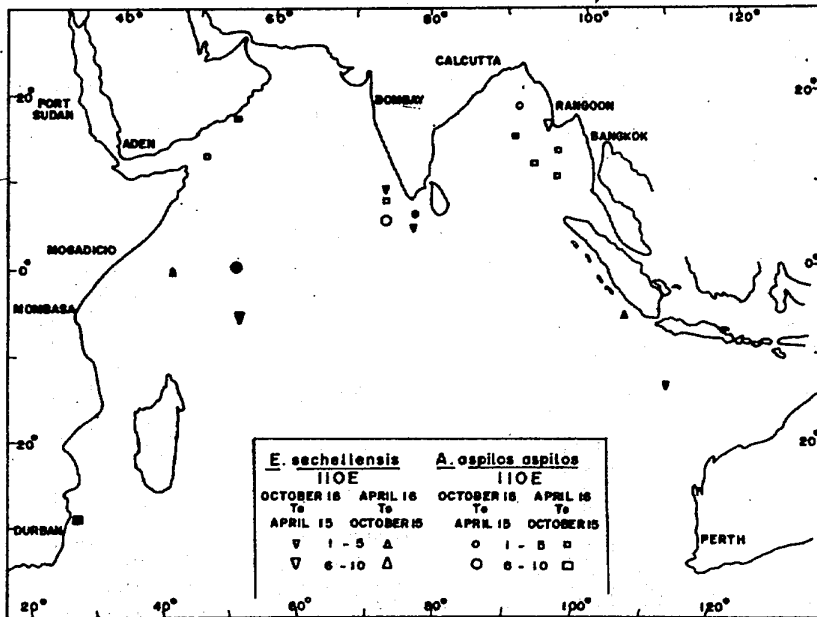 40° 60° 80° 100° 120°
CALCUTTA
BOMBAY
20° 20°
PORT RANGOON
SUDAN
ADEN BANGKOK
MOGADICIO
0° 0°
MOMBASA
20° 20°
E. sechellensis A. aspilos aspilos
110E 110E
OCTOBER 16 APRIL 16 OCTOBER 16 APRIL 16
To To To To
APRIL 15 OCTOBER 15 APRIL 15 OCTOBER 15
1 - 5 1 - 5
6 - 10 6 - 10
DURBAN PERTH
20° 40° 60° 80° 100° 120°